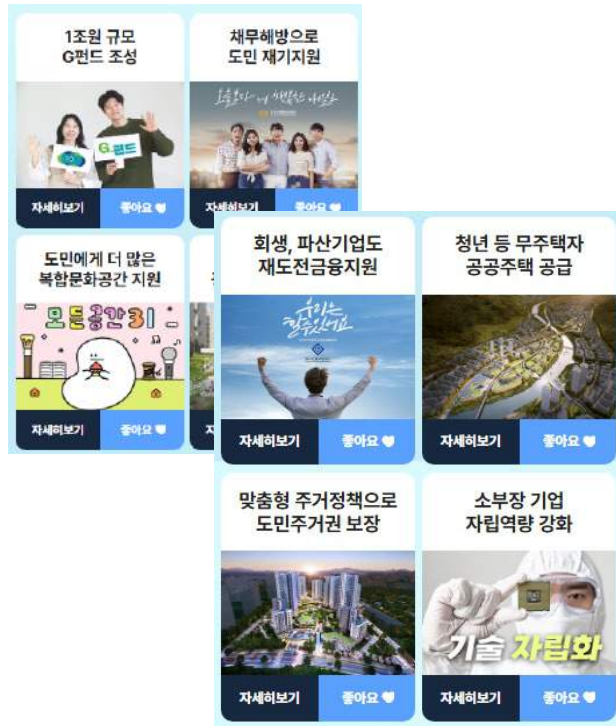 1조원 규모
G펀드 조성
G.펀드
자세히보기
좋아요
채무해방으로
도민 재기지원
자세히보기
도민에게 더 많은
복합문화공간 지원
모든공간31
자세히보기
좋아요
회생, 파산기업도
재도전금융지원
우리는
할수있어요
자세히보기
좋아요
청년 등 무주택자
공공주택 공급
자세히보기
좋아요
맞춤형 주거정책으로
도민주거권 보장
자세히보기
좋아요
소부장 기업
자립역량 강화
기술 자립화
자세히보기
좋아요